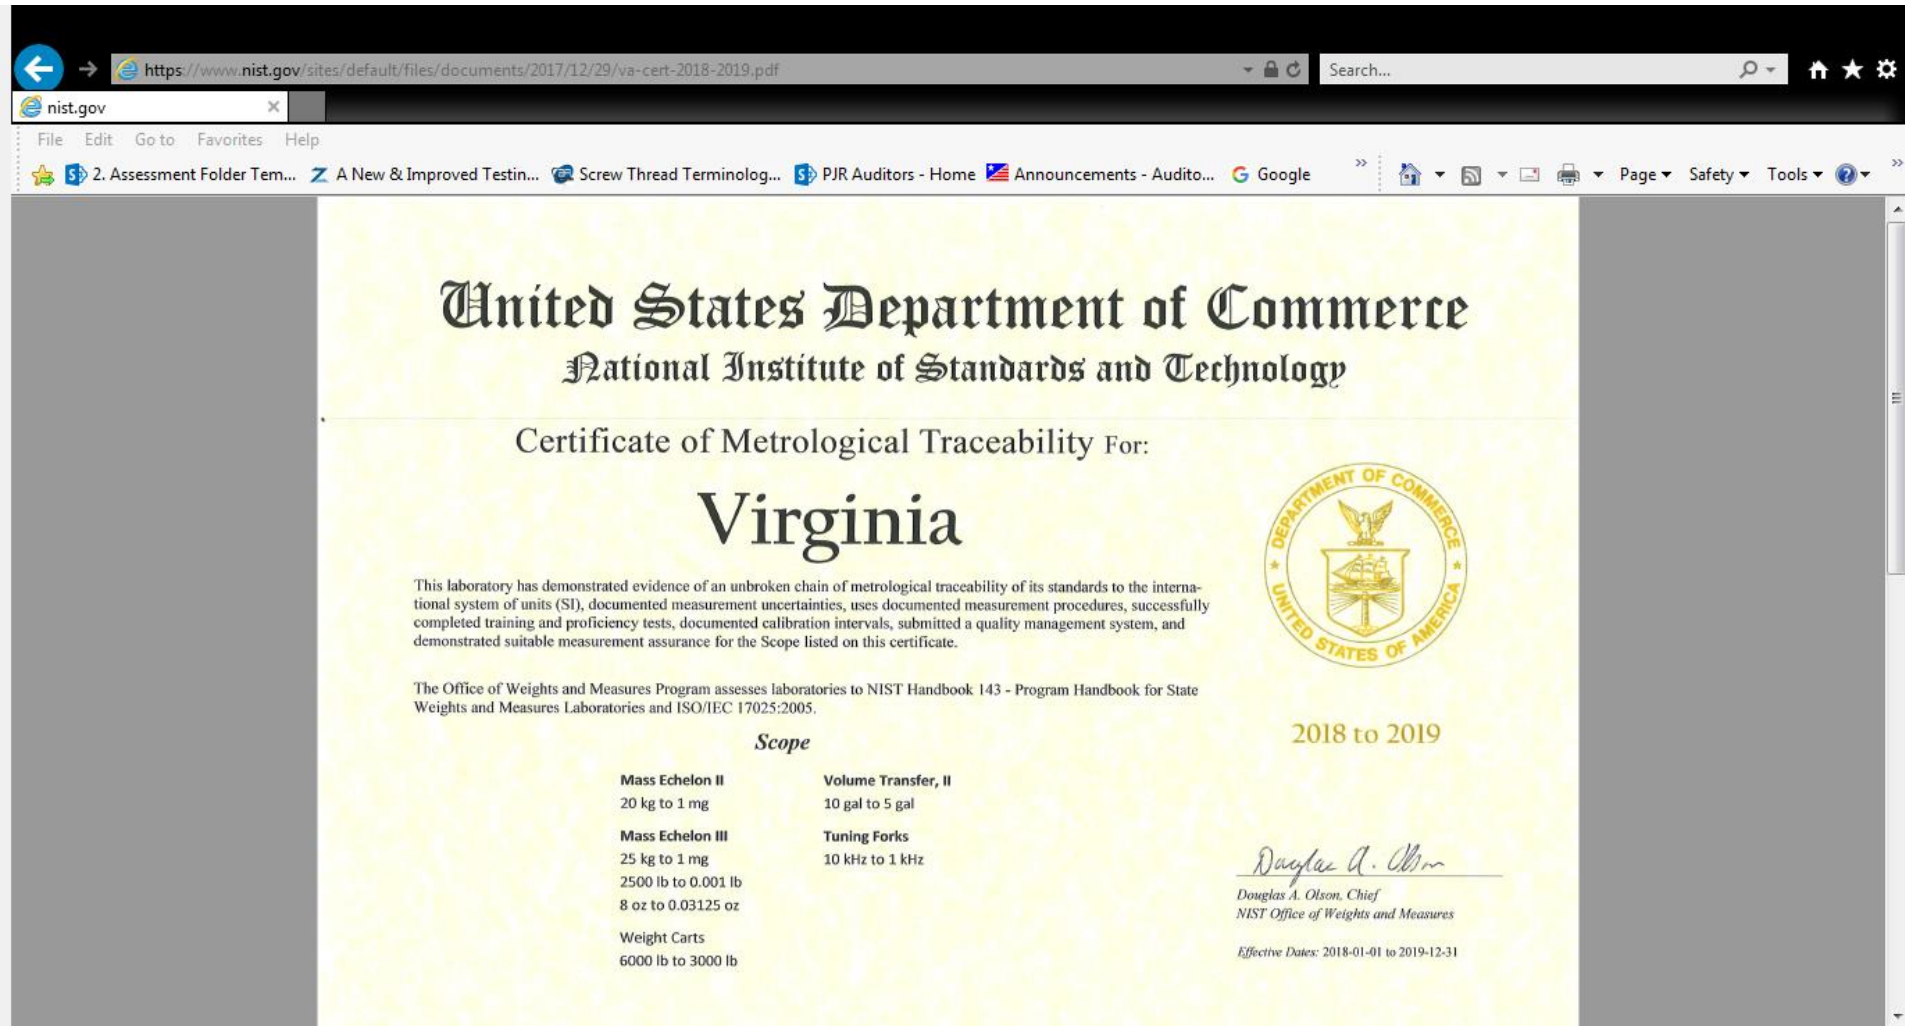 https://www.nist.gov/sites/default/files/documents/2017/12/29/va-cert-2018-2019.pdf
Search...
nist.gov
File Edit Go to Favorites Help
2. Assessment Folder Tem... A New & Improved Testin... Screw Thread Terminolog... PJR Auditors - Home Announcements - Audito... Google Page Safety Tools
United States Department of Commerce
National Institute of Standards and Technology
Certificate of Metrological Traceability For:
Virginia
This laboratory has demonstrated evidence of an unbroken chain of metrological traceability of its standards to the interna-
tional system of units (SI), documented measurement uncertainties, uses documented measurement procedures, successfully
completed training and proficiency tests, documented calibration intervals, submitted a quality management system, and
demonstrated suitable measurement assurance for the Scope listed on this certificate.
The Office of Weights and Measures Program assesses laboratories to NIST Handbook 143 - Program Handbook for State
Weights and Measures Laboratories and ISO/IEC 17025:2005.
Scope
Mass Echelon II
20 kg to 1 mg
Mass Echelon III
25 kg to 1 mg
2500 lb to 0.001 lb
8 oz to 0.03125 oz
Weight Carts
6000 lb to 3000 lb
Volume Transfer, II
10 gal to 5 gal
Tuning Forks
10 kHz to 1 kHz
DEPARTMENT OF COMMERCE
UNITED STATES OF AMERICA
2018 to 2019
Douglas A. Olson
Douglas A. Olson, Chief
NIST Office of Weights and Measures
Effective Dates: 2018-01-01 to 2019-12-31